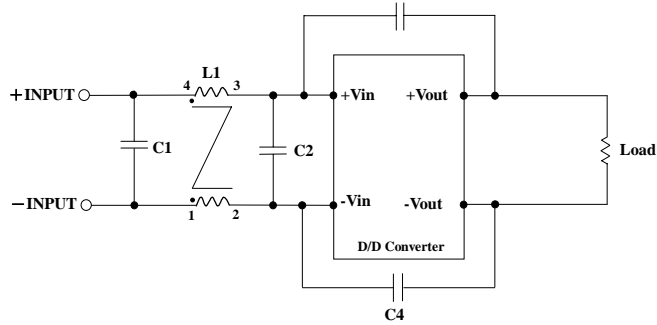 L1
4 3
+INPUT
+Vin +Vout
C1
C2
Load
−INPUT
1 2
-Vin -Vout
D/D Converter
C4